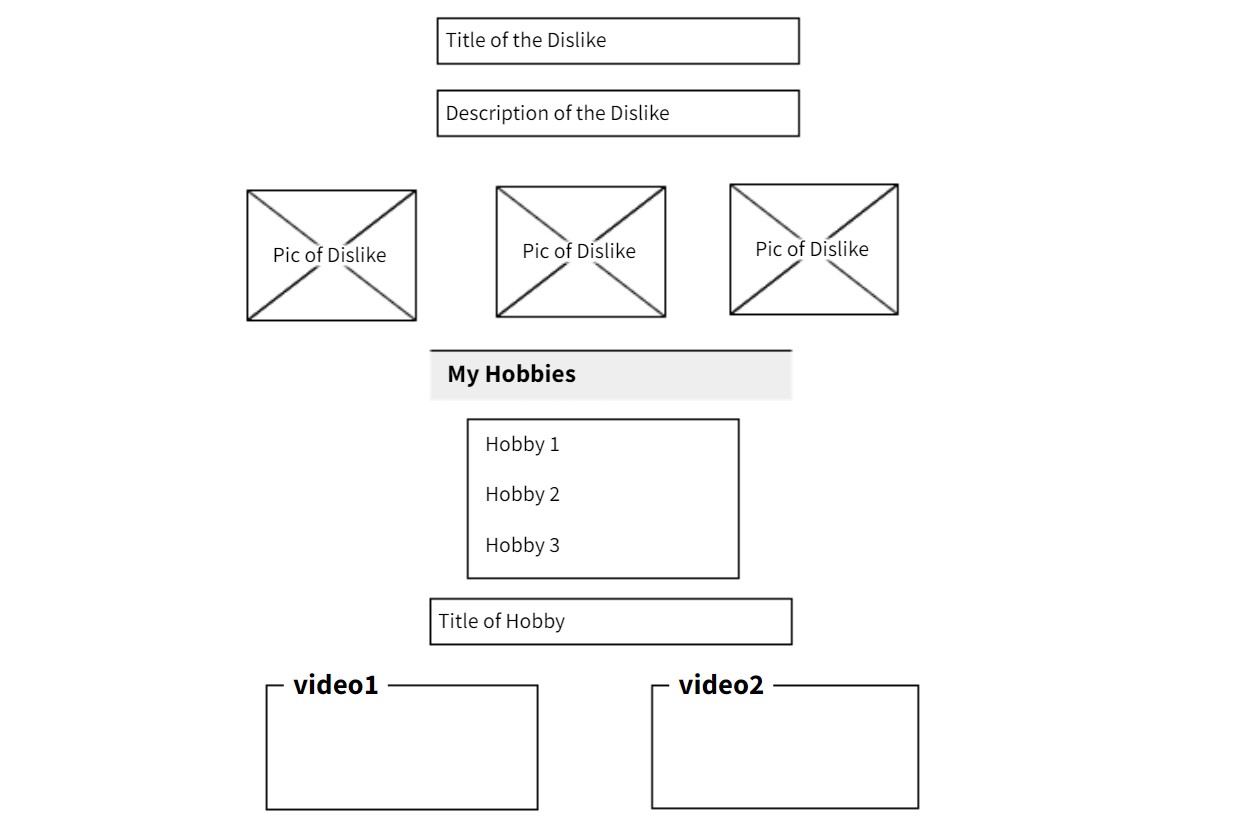 Title of the Dislike
Description of the Dislike
Pic of Dislike
Pic of Dislike
Pic of Dislike
My Hobbies
Hobby 1
Hobby 2
Hobby 3
Title of Hobby
video1
video2